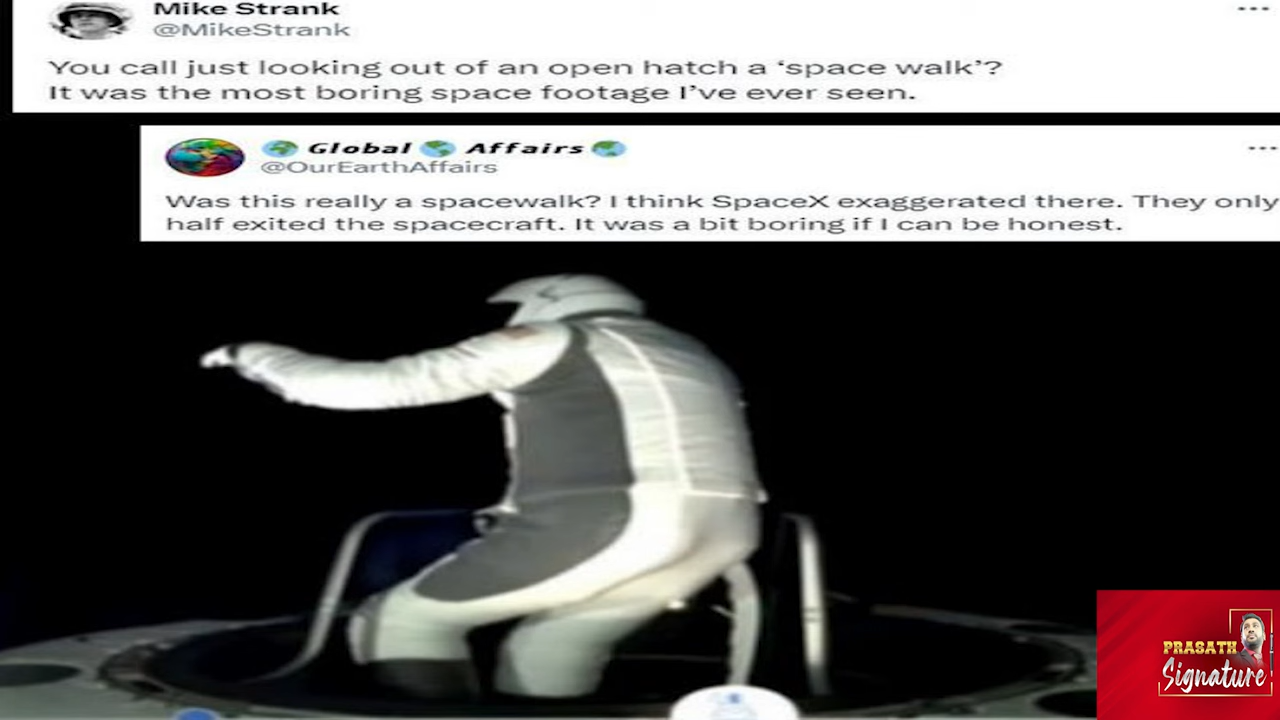 Mike Strank
@MikeStrank
You call just looking out of an open hatch a ‘space walk’?
It was the most boring space footage I’ve ever seen.
Global Affairs
@OurEarthAffairs
Was this really a spacewalk? I think SpaceX exaggerated there. They only
half exited the spacecraft. It was a bit boring if I can be honest.
PRASATH
Signature